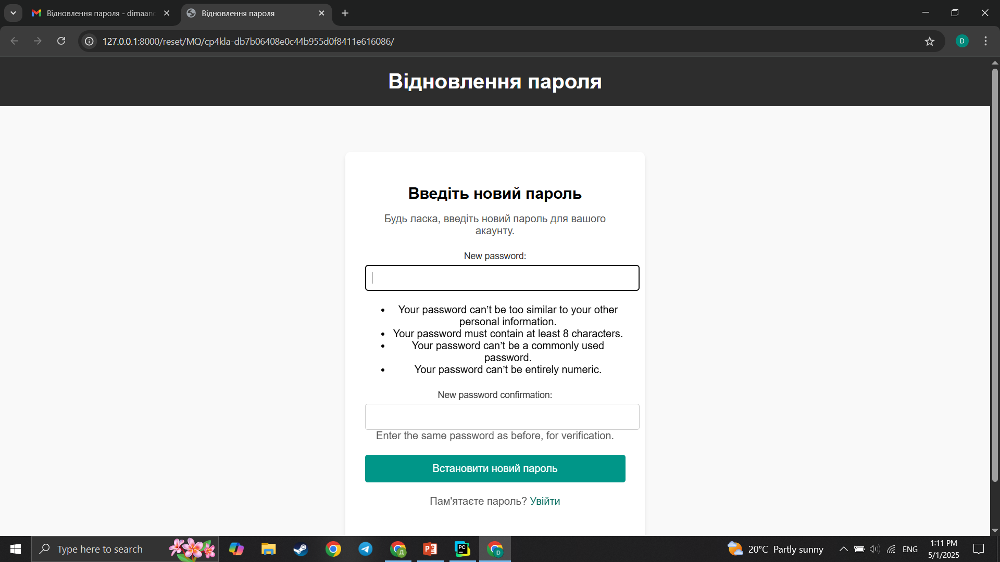 Відновлення пароля - dimaand
Відновлення пароля
127.0.0.1:8000/reset/MQ/cp4kla-db7b06408e0c44b955d0f8411e616086/
D
Відновлення пароля
Введіть новий пароль
Будь ласка, введіть новий пароль для вашого
акаунту.
New password:
Your password can’t be too similar to your other
personal information.
Your password must contain at least 8 characters.
Your password can’t be a commonly used
password.
Your password can’t be entirely numeric.
New password confirmation:
Enter the same password as before, for verification.
Встановити новий пароль
Пам'ятаєте пароль? Увійти
Type here to search
Д
P
PC
D
20°C Partly sunny
ENG
1:11 PM
5/1/2025